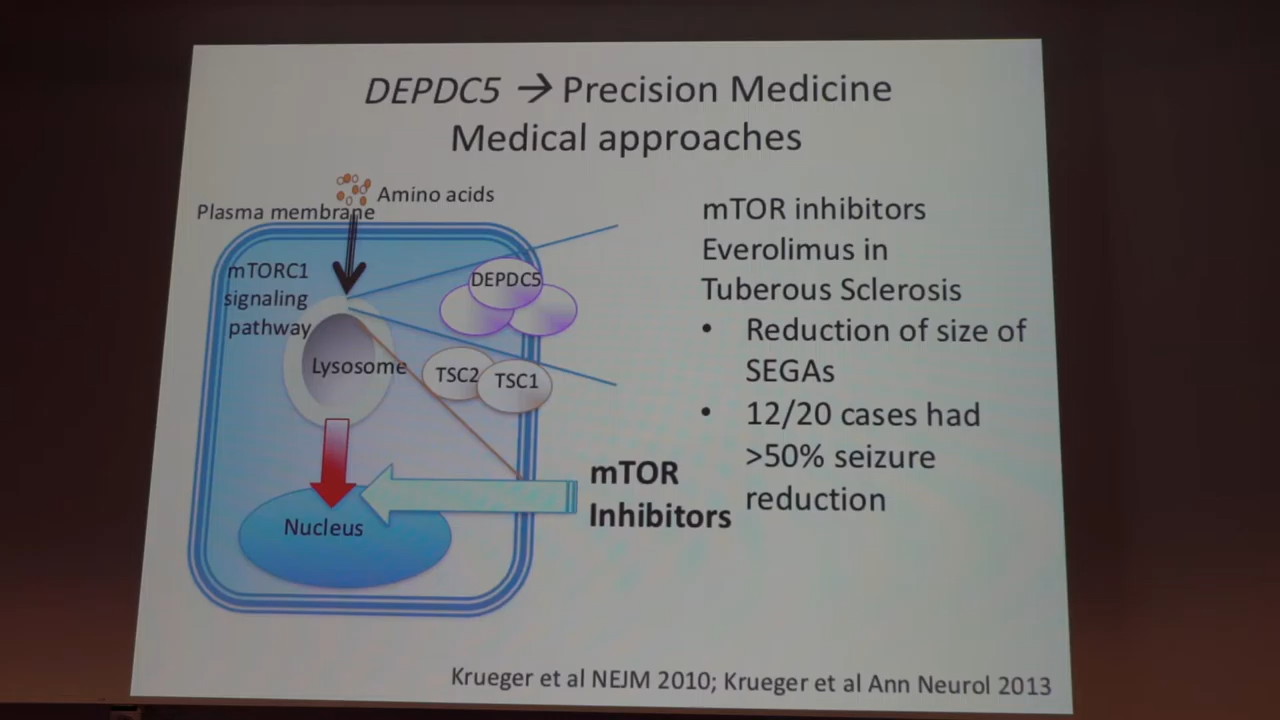 DEPDC5 → Precision Medicine
Medical approaches
Amino acids
Plasma membrane
mTORC1
signaling
pathway
Lysosome
DEPDC5
TSC2
TSC1
Nucleus
mTOR
Inhibitors
mTOR inhibitors
Everolimus in
Tuberous Sclerosis
• Reduction of size of
SEGAs
• 12/20 cases had
>50% seizure
reduction
Krueger et al NEJM 2010; Krueger et al Ann Neurol 2013